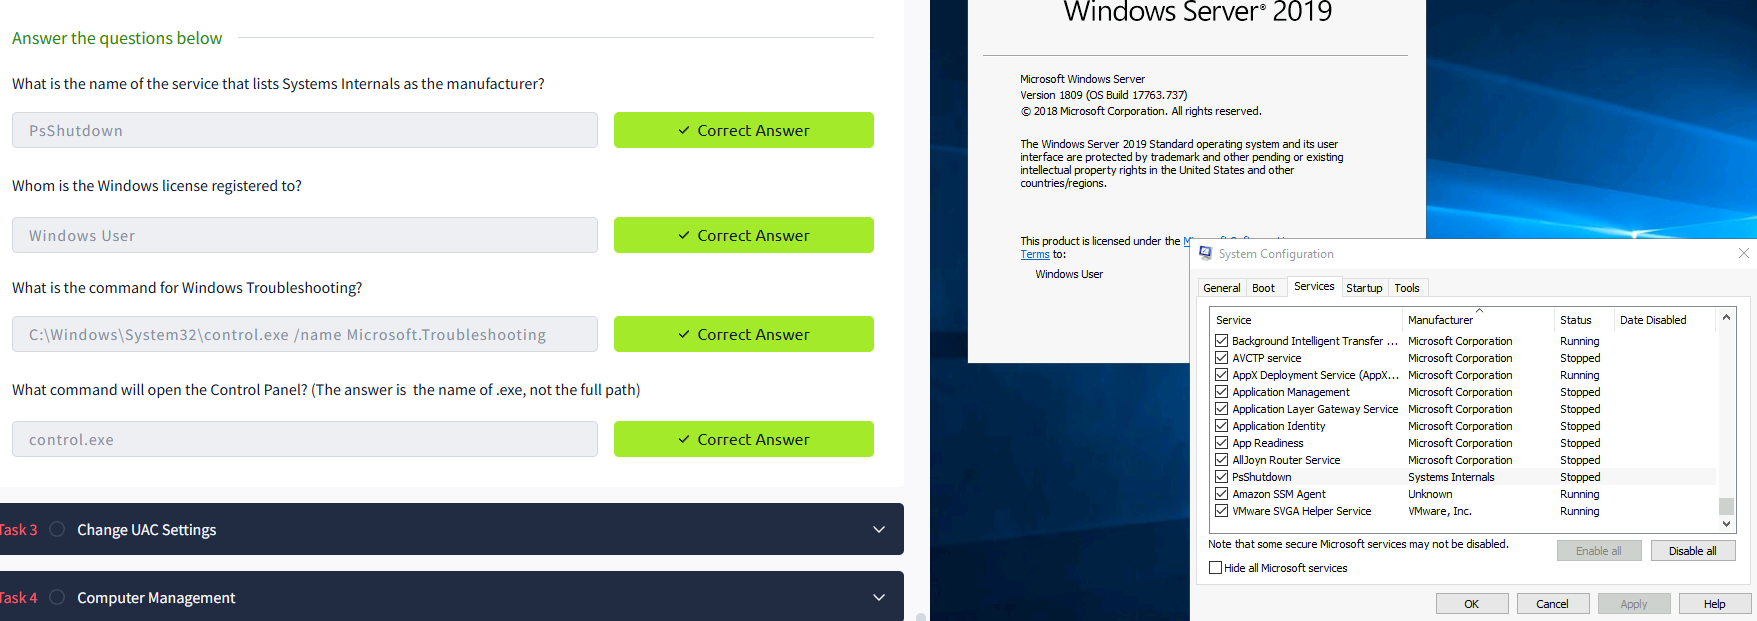 Answer the questions below
What is the name of the service that lists Systems Internals as the manufacturer?
PsShutdown
✓ Correct Answer
Whom is the Windows license registered to?
Windows User
✓ Correct Answer
What is the command for Windows Troubleshooting?
C:\Windows\System32\control.exe /name Microsoft.Troubleshooting
✓ Correct Answer
What command will open the Control Panel? (The answer is the name of .exe, not the full path)
control.exe
✓ Correct Answer
Task 3 Change UAC Settings
Task 4 Computer Management
Windows Server® 2019
Microsoft Windows Server
Version 1809 (OS Build 17763.737)
© 2018 Microsoft Corporation. All rights reserved.
The Windows Server 2019 Standard operating system and its user
interface are protected by trademark and other pending or existing
intellectual property rights in the United States and other
countries/regions.
This product is licensed under the
Terms to:
Windows User
System Configuration
General Boot Services Startup Tools
Service Manufacturer Status Date Disabled
Background Intelligent Transfer ... Microsoft Corporation Running
AVCTP service Microsoft Corporation Stopped
AppX Deployment Service (AppX... Microsoft Corporation Running
Application Management Microsoft Corporation Stopped
Application Layer Gateway Service Microsoft Corporation Stopped
Application Identity Microsoft Corporation Stopped
App Readiness Microsoft Corporation Stopped
AllJoyn Router Service Microsoft Corporation Stopped
PsShutdown Systems Internals Stopped
Amazon SSM Agent Unknown Running
VMware SVGA Helper Service VMware, Inc. Running
Note that some secure Microsoft services may not be disabled.
Enable all Disable all
Hide all Microsoft services
OK Cancel Apply Help